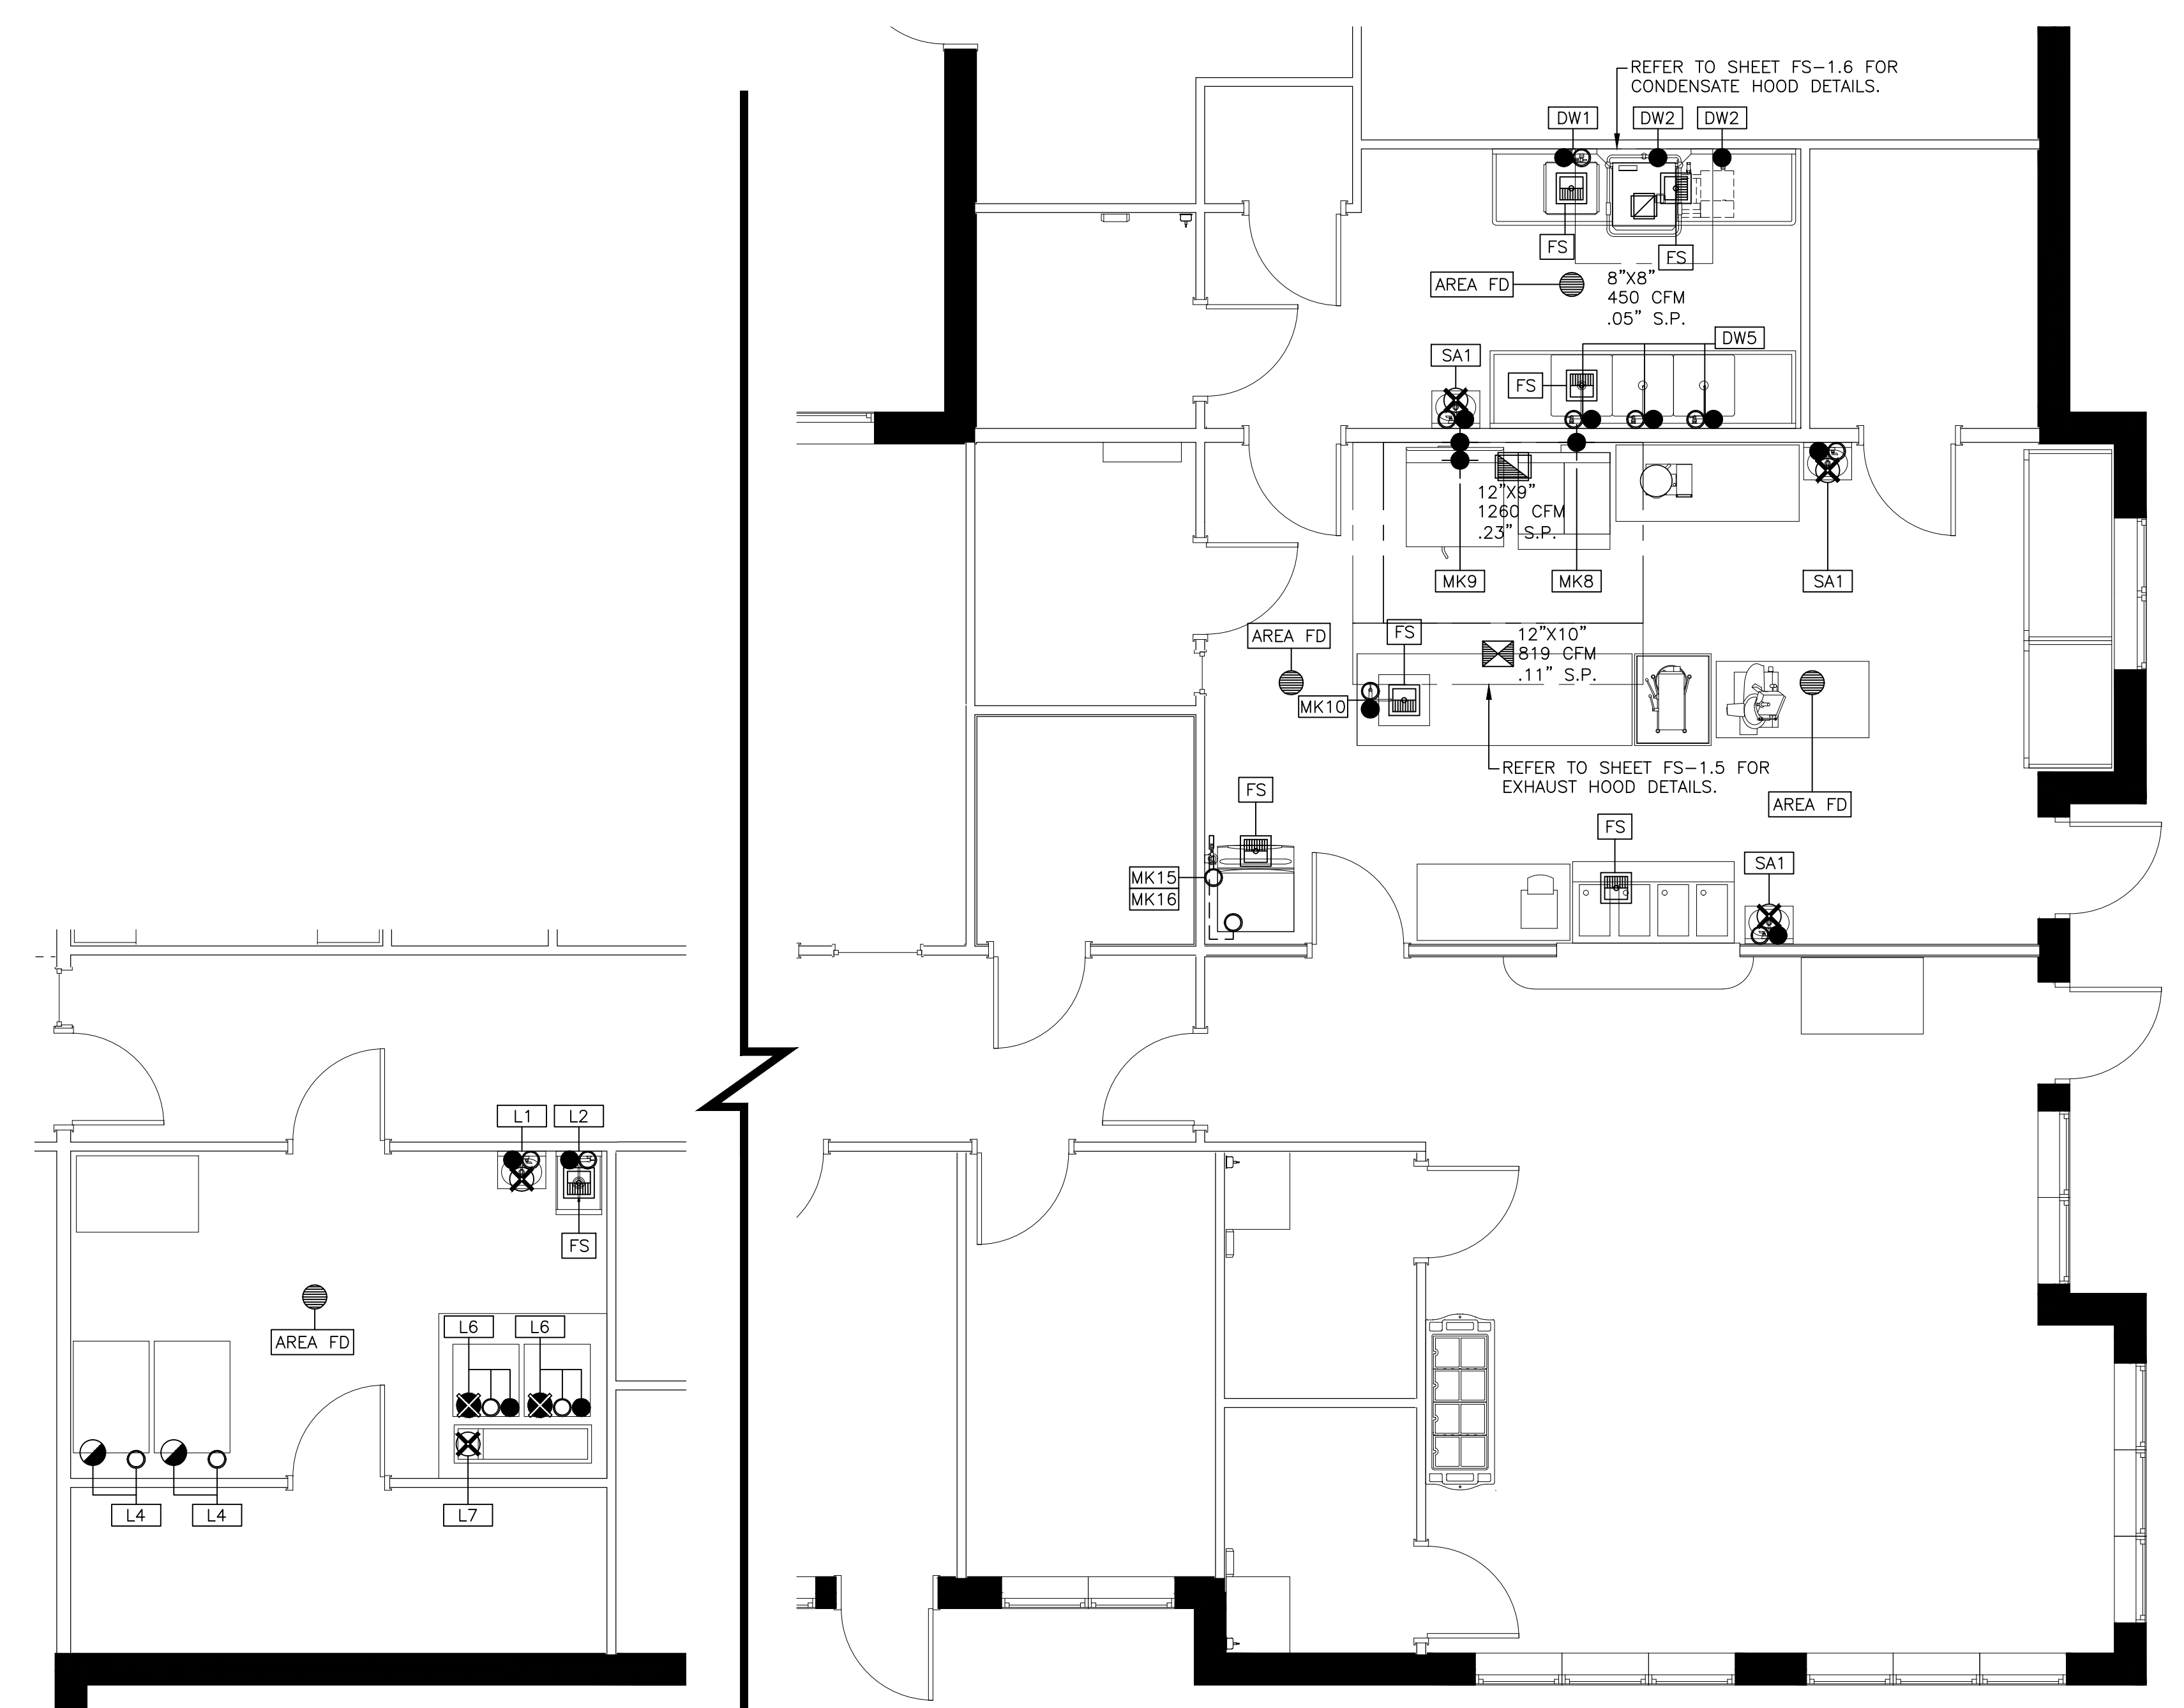 REFER TO SHEET FS-1.6 FOR
CONDENSATE HOOD DETAILS.
DW1
DW2
DW2
FS
FS
AREA FD
8"X8"
450 CFM
.05" S.P.
DW5
SA1
FS
12"X9"
1260 CFM
.23" S.P.
MK9
MK8
SA1
AREA FD
FS
12"X10"
819 CFM
.11" S.P.
MK10
REFER TO SHEET FS-1.5 FOR
EXHAUST HOOD DETAILS.
AREA FD
FS
FS
SA1
MK15
MK16
L1
L2
FS
AREA FD
L6
L6
L4
L4
L7